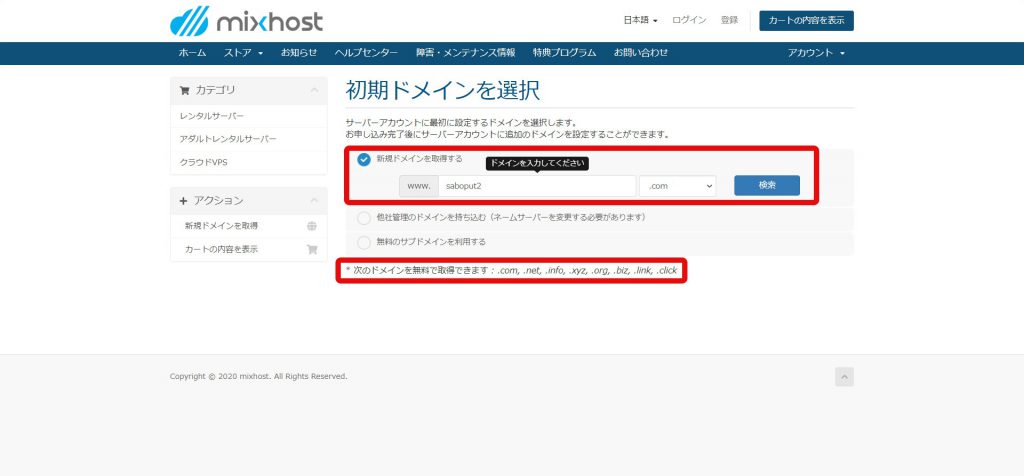 mixhost
日本語 ログイン 登録 カートの内容を表示
ホーム ストア お知らせ ヘルプセンター 障害・メンテナンス情報 特典プログラム お問い合わせ アカウント
カテゴリ
レンタルサーバー
アダルトレンタルサーバー
クラウドVPS
アクション
新規ドメインを取得
カートの内容を表示
初期ドメインを選択
サーバーアカウントに最初に設定するドメインを選択します。
お申し込み完了後にサーバーアカウントに追加のドメインを設定することができます。
新規ドメインを取得する
ドメインを入力してください
www. saboput2 .com 検索
他社管理のドメインを持ち込む（ネームサーバーを変更する必要があります）
無料のサブドメインを利用する
* 次のドメインを無料で取得できます：.com, .net, .info, .xyz, .org, .biz, .link, .click
Copyright © 2020 mixhost. All Rights Reserved.